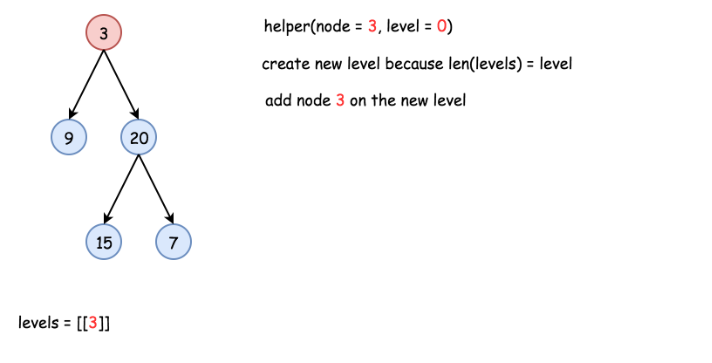 3
helper(node = 3, level = 0)
create new level because len(levels) = level
add node 3 on the new level
9 20
15 7
levels = [[3]]